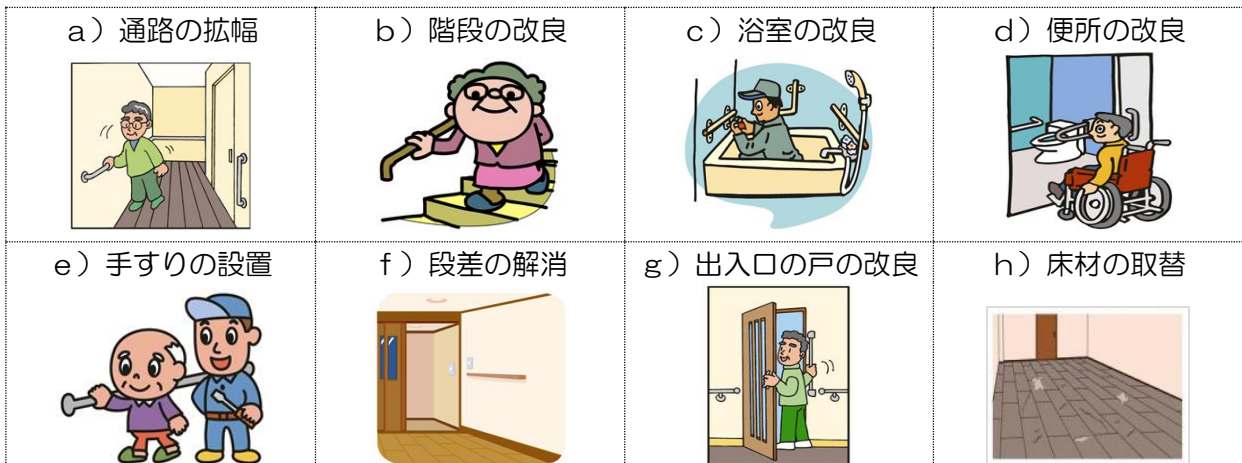 a）通路の拡幅
b）階段の改良
c）浴室の改良
d）便所の改良
e）手すりの設置
f）段差の解消
g）出入口の戸の改良
h）床材の取替